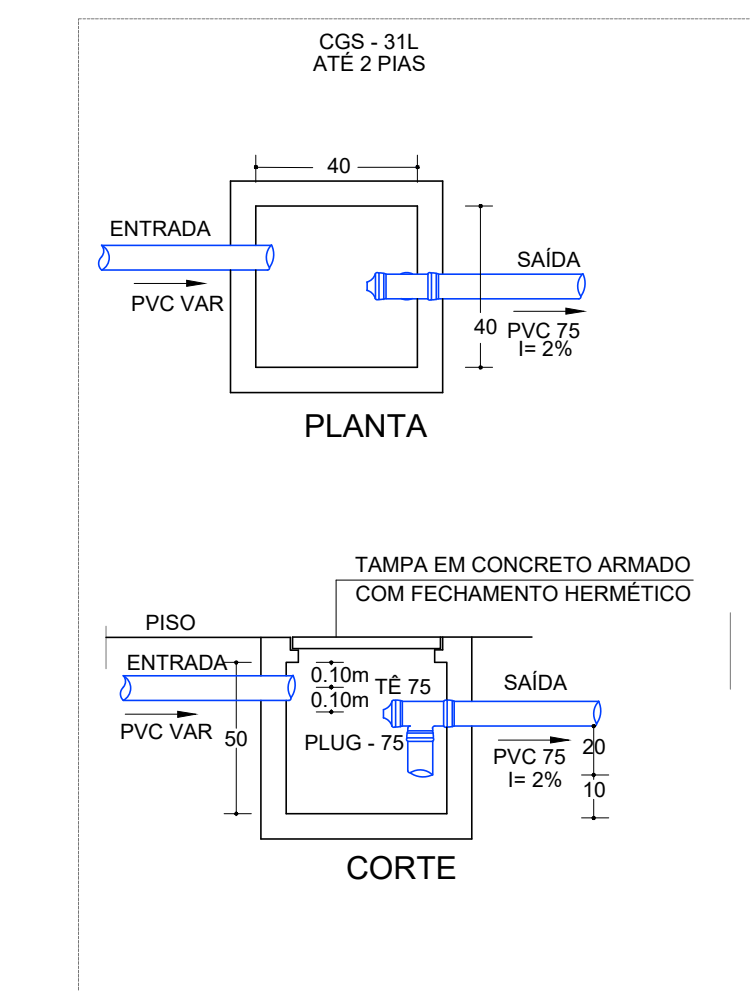 CGS - 31L
ATÉ 2 PIAS
40
ENTRADA
PVC VAR
SAÍDA
40
PVC 75
I= 2%
PLANTA
TAMPA EM CONCRETO ARMADO
COM FECHAMENTO HERMÉTICO
PISO
ENTRADA
0.10m
0.10m
TÊ 75
SAÍDA
PVC VAR
50
PLUG - 75
PVC 75
I= 2%
20
10
CORTE